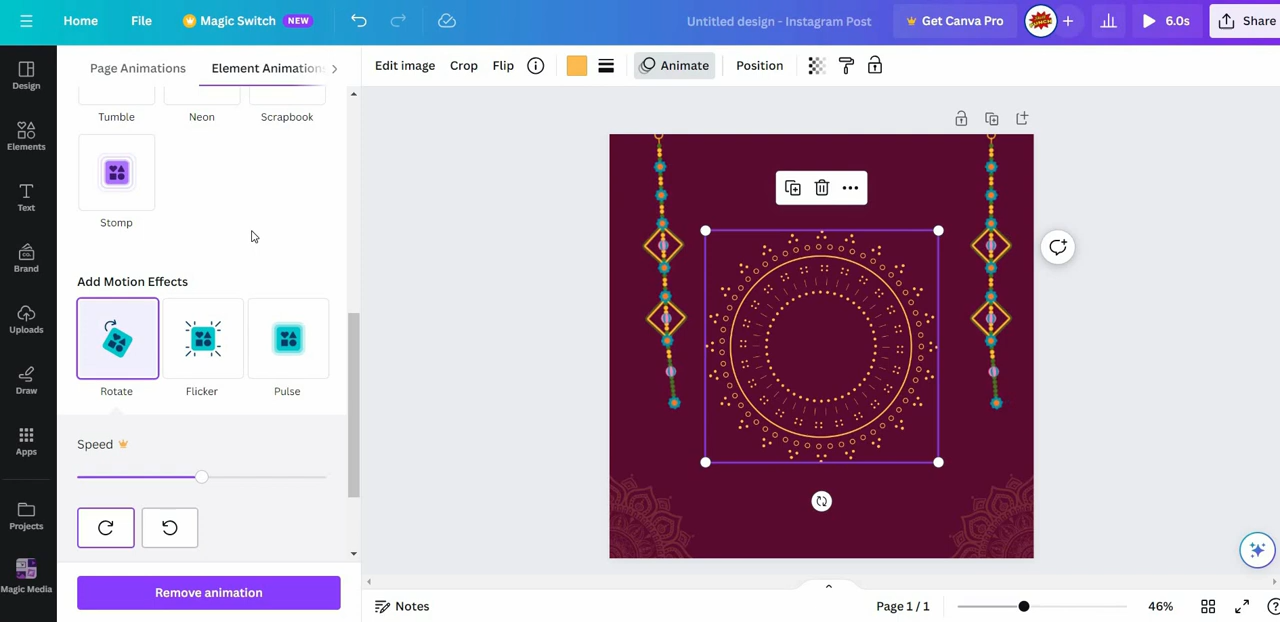 Home File Magic Switch NEW Untitled design - Instagram Post Get Canva Pro 6.0s Share
Design
Elements
Text
Brand
Uploads
Draw
Apps
Projects
Magic Media
Page Animations Element Animation
Tumble Neon Scrapbook
Stomp
Add Motion Effects
Rotate Flicker Pulse
Speed
Remove animation
Edit image Crop Flip Animate Position
Notes Page 1 / 1 46%